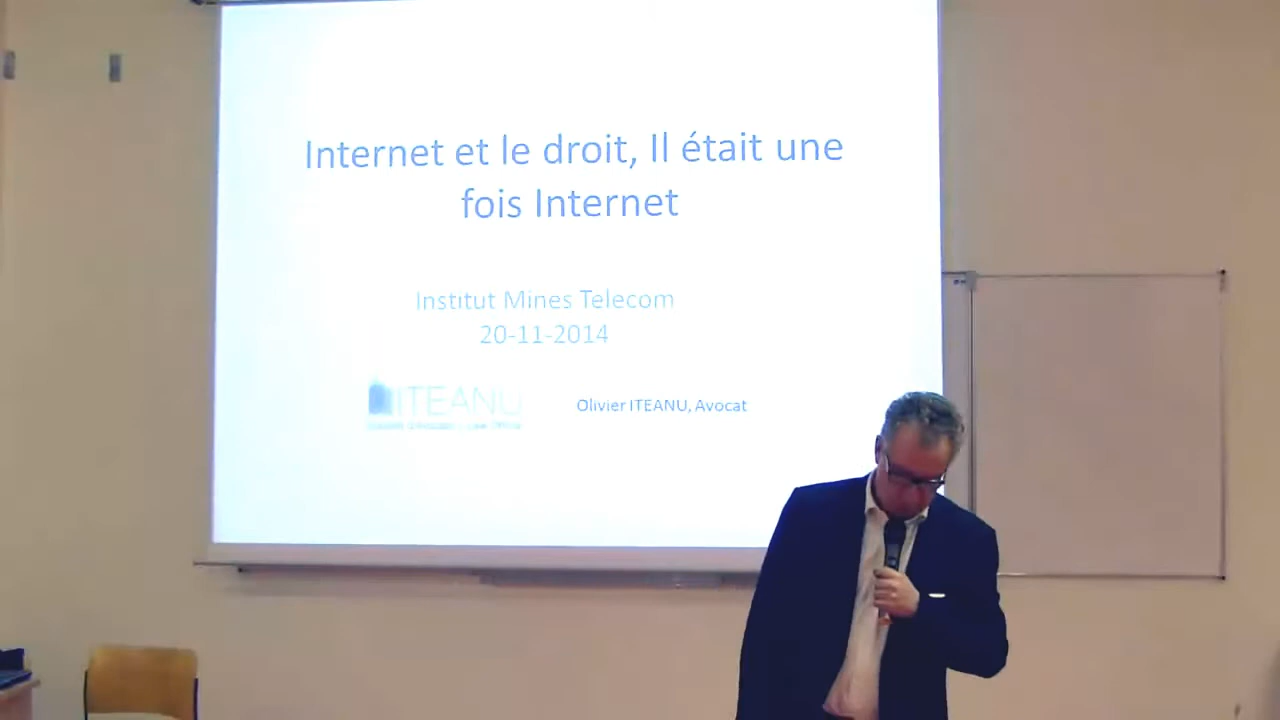 Internet et le droit, Il était une
fois Internet
Institut Mines Telecom
20-11-2014
ITEANU
Olivier ITEANU, Avocat